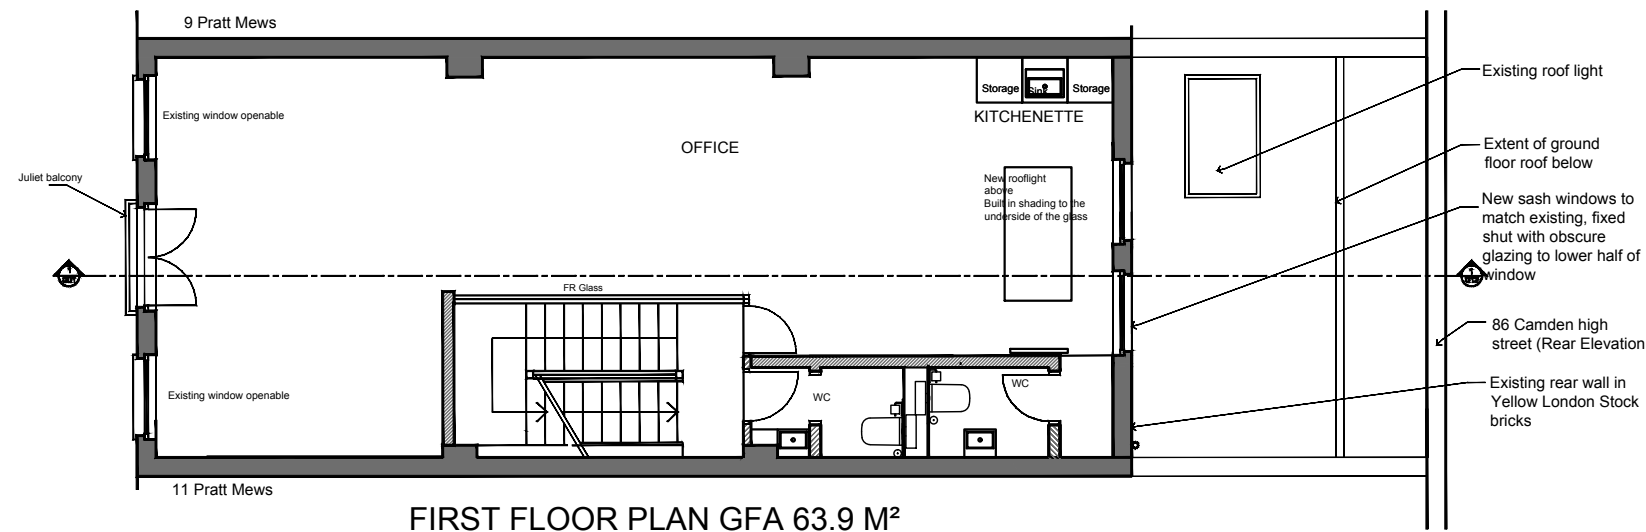 9 Pratt Mews
Existing roof light
Storage
Sink
Storage
Existing window openable
KITCHENETTE
OFFICE
Extent of ground
floor roof below
Juliet balcony
New rooflight
above
Built in shading to the
underside of the glass
New sash windows to
match existing, fixed
shut with obscure
glazing to lower half of
window
FR Glass
86 Camden high
street (Rear Elevation
WC
WC
Existing window openable
Existing rear wall in
Yellow London Stock
bricks
11 Pratt Mews
FIRST FLOOR PLAN GFA 63.9 M²